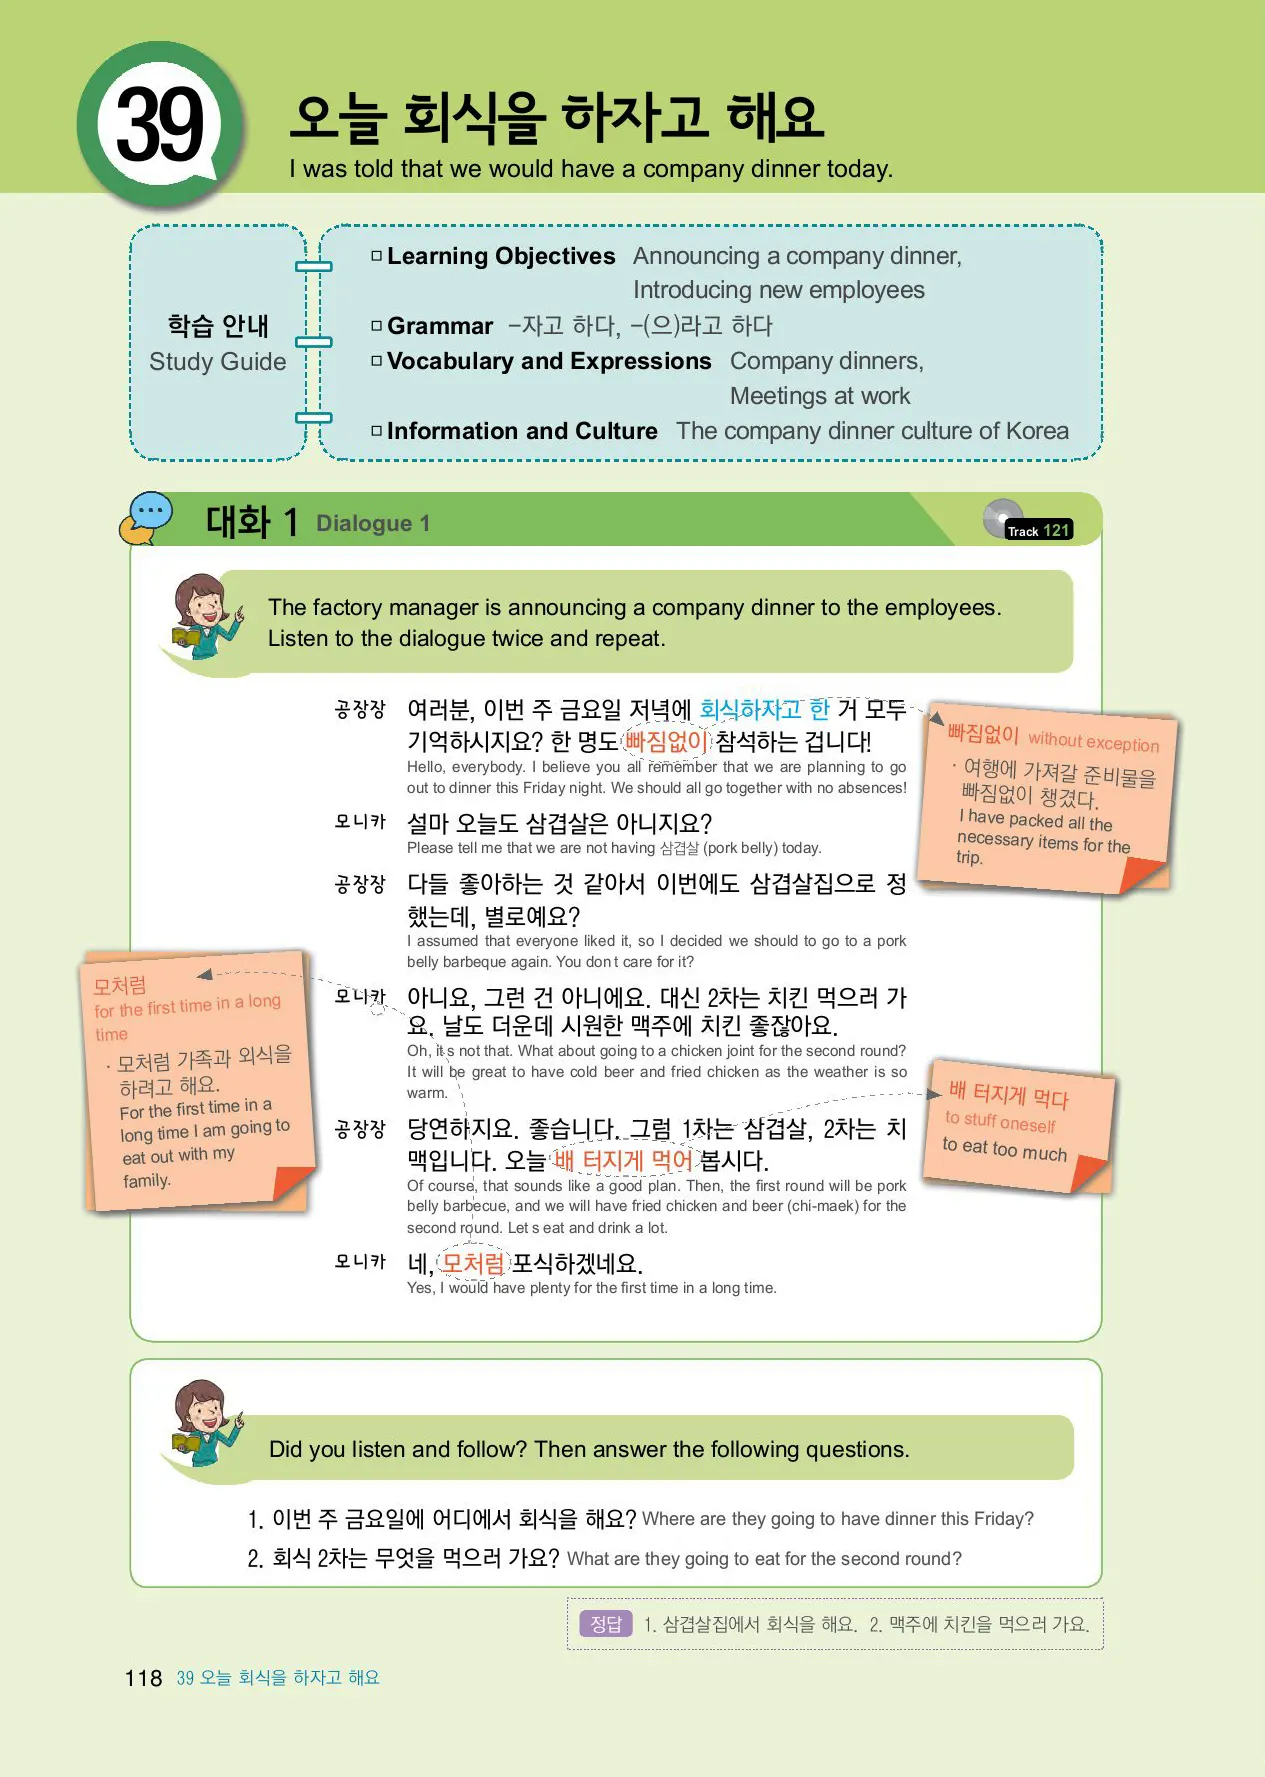 39
오늘 회식을 하자고 해요
I was told that we would have a company dinner today.
학습 안내
Study Guide
□ Learning Objectives Announcing a company dinner,
Introducing new employees
□ Grammar –자고 하다, –(으)라고 하다
□ Vocabulary and Expressions Company dinners,
Meetings at work
□ Information and Culture The company dinner culture of Korea
대화 1 Dialogue 1
Track 121
The factory manager is announcing a company dinner to the employees.
Listen to the dialogue twice and repeat.
공장장 여러분, 이번 주 금요일 저녁에 회식하자고 한 거 모두
기억하시지요? 한 명도 빠짐없이 참석하는 겁니다!
Hello, everybody. I believe you all remember that we are planning to go
out to dinner this Friday night. We should all go together with no absences!
모니카 설마 오늘도 삼겹살은 아니지요?
Please tell me that we are not having 삼겹살 (pork belly) today.
공장장 다들 좋아하는 것 같아서 이번에도 삼겹살집으로 정
했는데, 별로예요?
I assumed that everyone liked it, so I decided we should to go to a pork
belly barbeque again. You don t care for it?
모니카 아니요, 그런 건 아니에요. 대신 2차는 치킨 먹으러 가
요. 날도 더운데 시원한 맥주에 치킨 좋잖아요.
Oh, it s not that. What about going to a chicken joint for the second round?
It will be great to have cold beer and fried chicken as the weather is so
warm.
공장장 당연하지요. 좋습니다. 그럼 1차는 삼겹살, 2차는 치
맥입니다. 오늘 배 터지게 먹어 봅시다.
Of course, that sounds like a good plan. Then, the first round will be pork
belly barbecue, and we will have fried chicken and beer (chi-maek) for the
second round. Let s eat and drink a lot.
모니카 네, 모처럼 포식하겠네요.
Yes, I would have plenty for the first time in a long time.
빠짐없이 without exception
· 여행에 가져갈 준비물을
빠짐없이 챙겼다.
I have packed all the
necessary items for the
trip.
모처럼
for the first time in a long
time
· 모처럼 가족과 외식을
하려고 해요.
For the first time in a
long time I am going to
eat out with my
family.
배 터지게 먹다
to stuff oneself
to eat too much
Did you listen and follow? Then answer the following questions.
1. 이번 주 금요일에 어디에서 회식을 해요? Where are they going to have dinner this Friday?
2. 회식 2차는 무엇을 먹으러 가요? What are they going to eat for the second round?
정답 1. 삼겹살집에서 회식을 해요. 2. 맥주에 치킨을 먹으러 가요.
118 39 오늘 회식을 하자고 해요